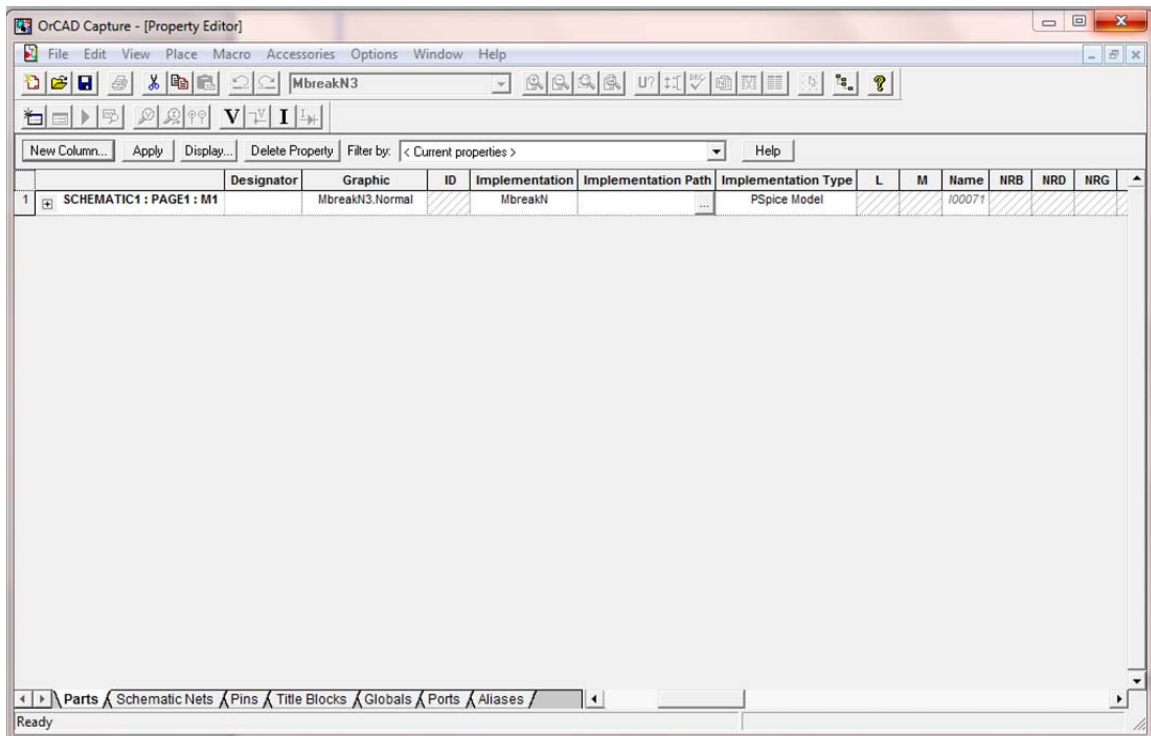 OrCAD Capture - [Property Editor]
File Edit View Place Macro Accessories Options Window Help
MbreakN3 U?
V V I I
New Column... Apply Display... Delete Property Filter by: < Current properties > Help
Designator Graphic ID Implementation Implementation Path Implementation Type L M Name NRB NRD NRG
1 SCHEMATIC1 : PAGE1 : M1 MbreakN3.Normal MbreakN ... PSpice Model I00071
Parts Schematic Nets Pins Title Blocks Globals Ports Aliases
Ready